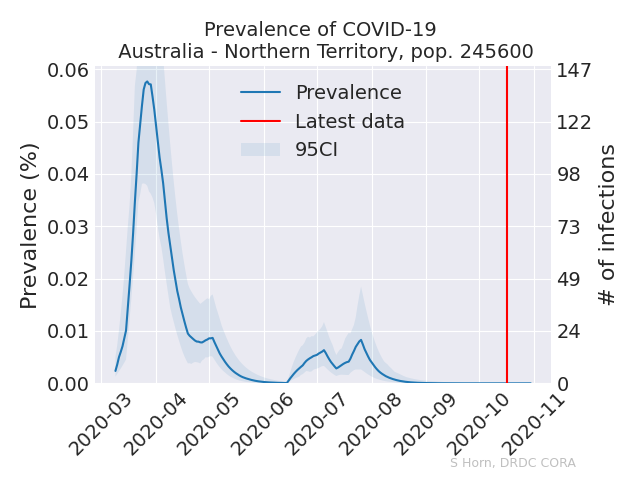 Prevalence of COVID-19
Australia - Northern Territory, pop. 245600
Prevalence
Latest data
95CI
Prevalence (%)
0.06
0.05
0.04
0.03
0.02
0.01
0.00
147
122
98
73
49
24
0
# of infections
2020-03
2020-04
2020-05
2020-06
2020-07
2020-08
2020-09
2020-10
2020-11
S Horn, DRDC CORA